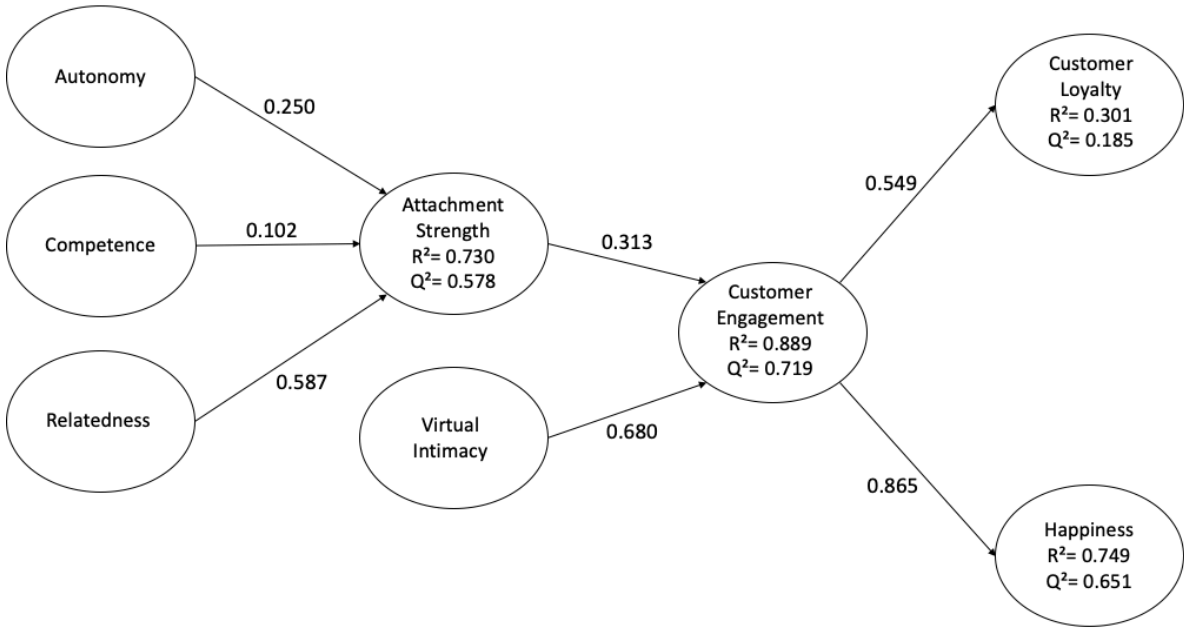 Autonomy
0.250
Competence
0.102
Relatedness
0.587
Attachment
Strength
R²= 0.730
Q²= 0.578
0.313
Virtual
Intimacy
0.680
Customer
Engagement
R²= 0.889
Q²= 0.719
0.549
0.865
Customer
Loyalty
R²= 0.301
Q²= 0.185
Happiness
R²= 0.749
Q²= 0.651